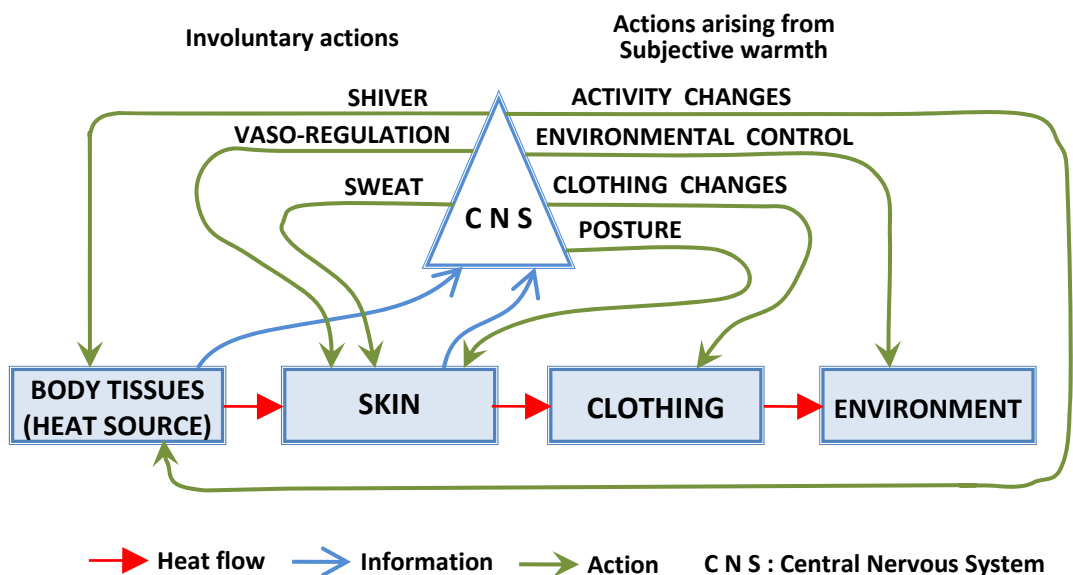 Involuntary actions
Actions arising from
Subjective warmth
SHIVER
ACTIVITY CHANGES
VASO-REGULATION
ENVIRONMENTAL CONTROL
SWEAT
CLOTHING CHANGES
C N S
POSTURE
BODY TISSUES
(HEAT SOURCE)
SKIN
CLOTHING
ENVIRONMENT
Heat flow
Information
Action
C N S : Central Nervous System